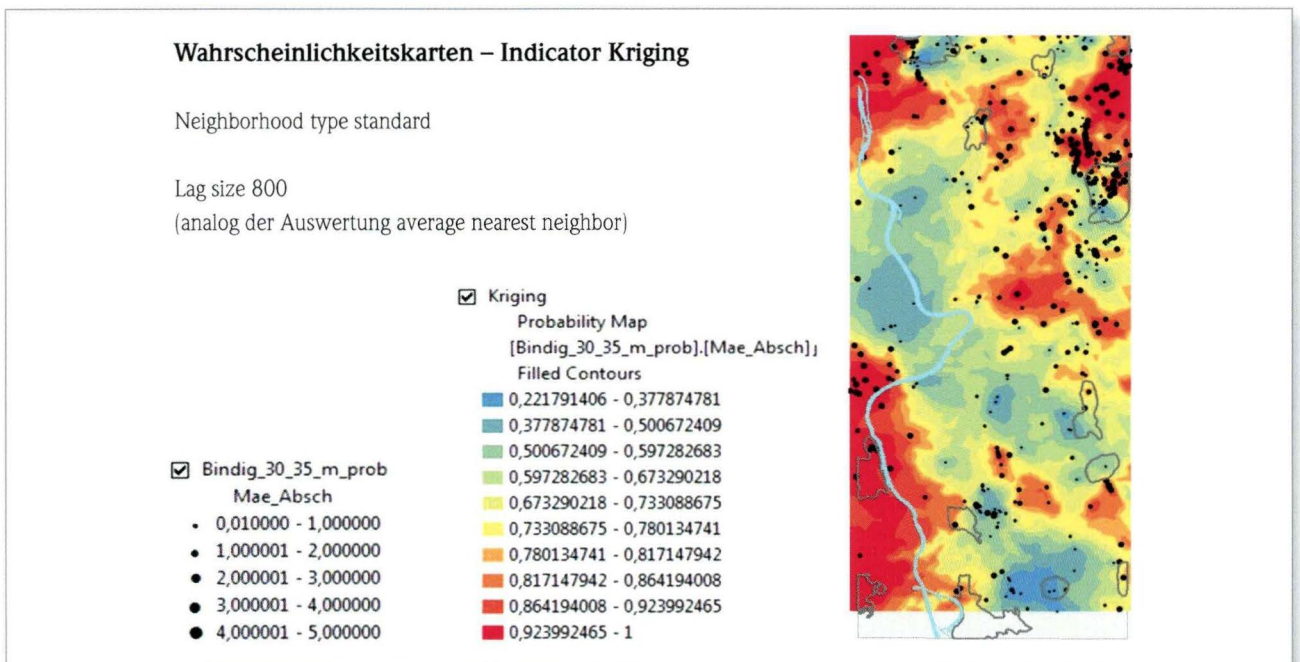 Wahrscheinlichkeitskarten – Indicator Kriging
Neighborhood type standard
Lag size 800
(analog der Auswertung average nearest neighbor)
Kriging
Probability Map
[Bindig_30_35_m_prob].[Mae_Absch]
Filled Contours
0,221791406 - 0,377874781
0,377874781 - 0,500672409
0,500672409 - 0,597282683
0,597282683 - 0,673290218
0,673290218 - 0,733088675
0,733088675 - 0,780134741
0,780134741 - 0,817147942
0,817147942 - 0,864194008
0,864194008 - 0,923992465
0,923992465 - 1
Bindig_30_35_m_prob
Mae_Absch
0,010000 - 1,000000
1,000001 - 2,000000
2,000001 - 3,000000
3,000001 - 4,000000
4,000001 - 5,000000